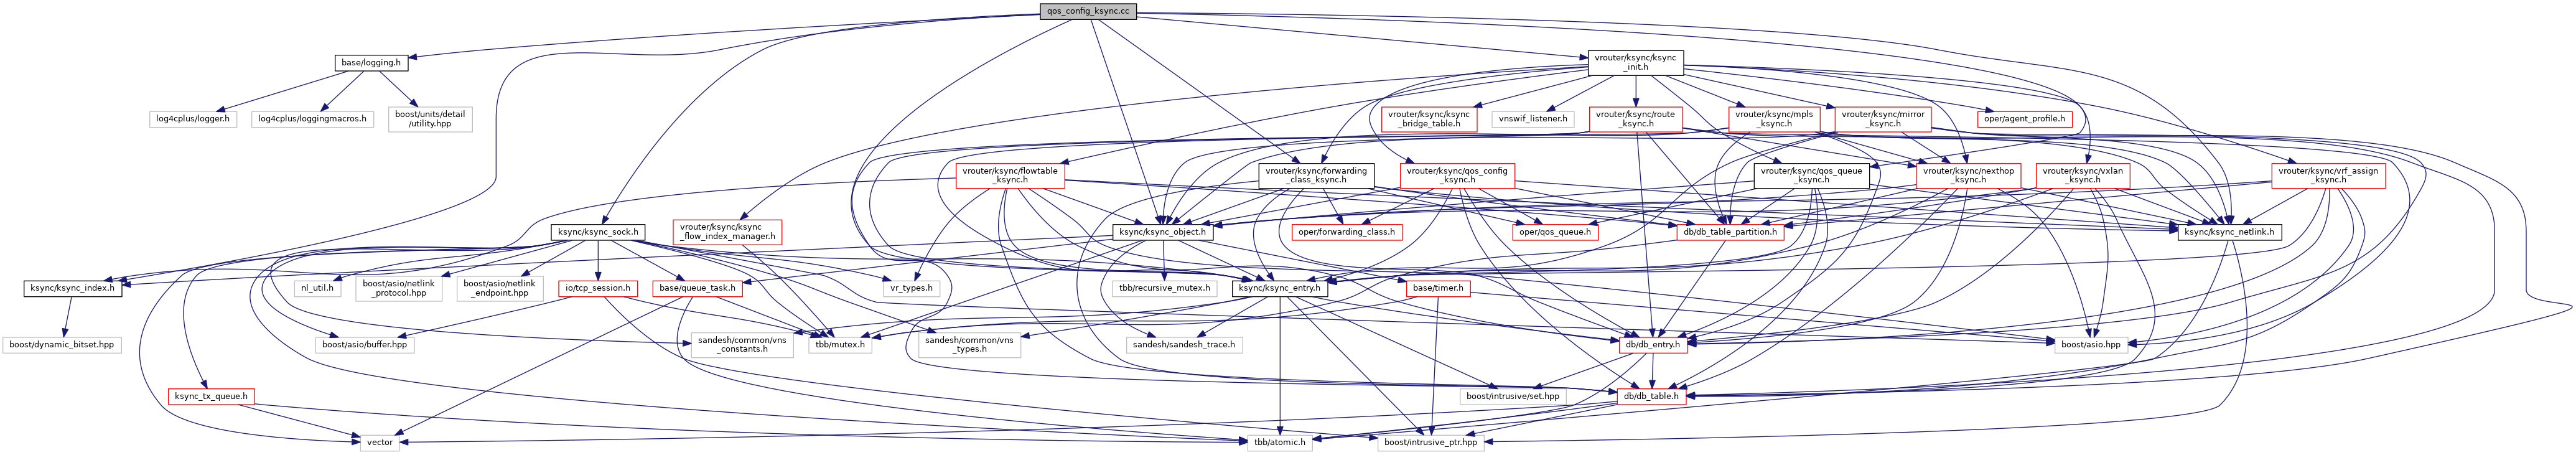 qos_config_ksync.cc
base/logging.h
vrouter/ksync/ksync
_init.h
log4cplus/logger.h
log4cplus/loggingmacros.h
boost/units/detail
/utility.hpp
vrouter/ksync/ksync
_bridge_table.h
vnswif_listener.h
vrouter/ksync/route
_ksync.h
vrouter/ksync/mpls
_ksync.h
vrouter/ksync/mirror
_ksync.h
oper/agent_profile.h
vrouter/ksync/flowtable
_ksync.h
vrouter/ksync/forwarding
_class_ksync.h
vrouter/ksync/qos_config
_ksync.h
vrouter/ksync/qos_queue
_ksync.h
vrouter/ksync/nexthop
_ksync.h
vrouter/ksync/vxlan
_ksync.h
vrouter/ksync/vrf_assign
_ksync.h
ksync/ksync_sock.h
vrouter/ksync/ksync
_flow_index_manager.h
ksync/ksync_object.h
oper/forwarding_class.h
oper/qos_queue.h
db/db_table_partition.h
ksync/ksync_netlink.h
ksync/ksync_index.h
nl_util.h
boost/asio/netlink
_protocol.hpp
boost/asio/netlink
_endpoint.hpp
io/tcp_session.h
base/queue_task.h
vr_types.h
tbb/recursive_mutex.h
ksync/ksync_entry.h
base/timer.h
boost/dynamic_bitset.hpp
boost/asio/buffer.hpp
sandesh/common/vns
_constants.h
tbb/mutex.h
sandesh/common/vns
_types.h
sandesh/sandesh_trace.h
db/db_entry.h
boost/asio.hpp
ksync_tx_queue.h
boost/intrusive/set.hpp
db/db_table.h
vector
tbb/atomic.h
boost/intrusive_ptr.hpp